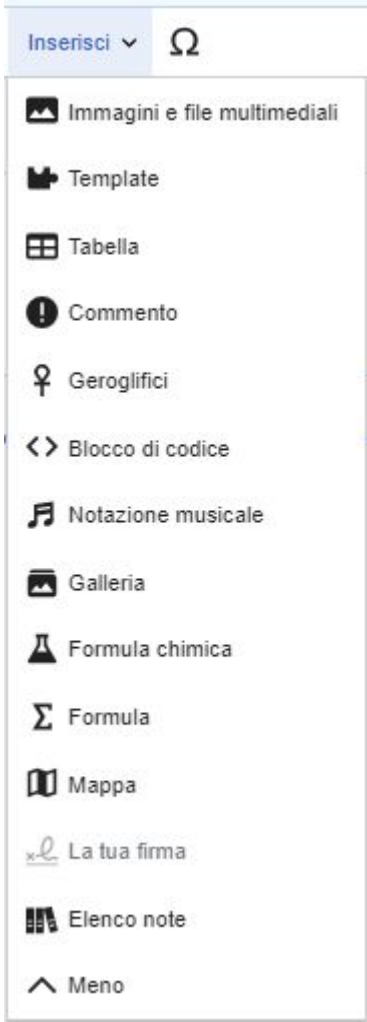 Inserisci Ω
Immagini e file multimediali
Template
Tabella
Commento
Geroglifici
Blocco di codice
Notazione musicale
Galleria
Formula chimica
Formula
Mappa
La tua firma
Elenco note
Meno